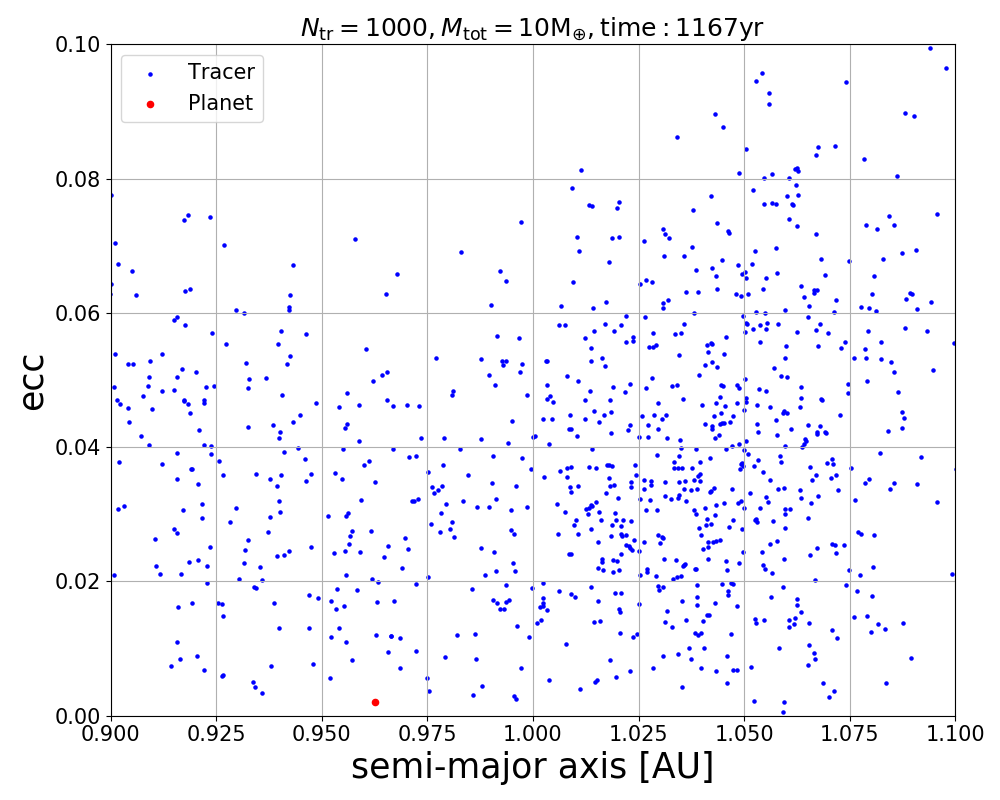 N_tr = 1000, M_tot = 10M_⊕, time : 1167yr
Tracer
Planet
ecc
0.10
0.08
0.06
0.04
0.02
0.00
0.900 0.925 0.950 0.975 1.000 1.025 1.050 1.075 1.100
semi-major axis [AU]